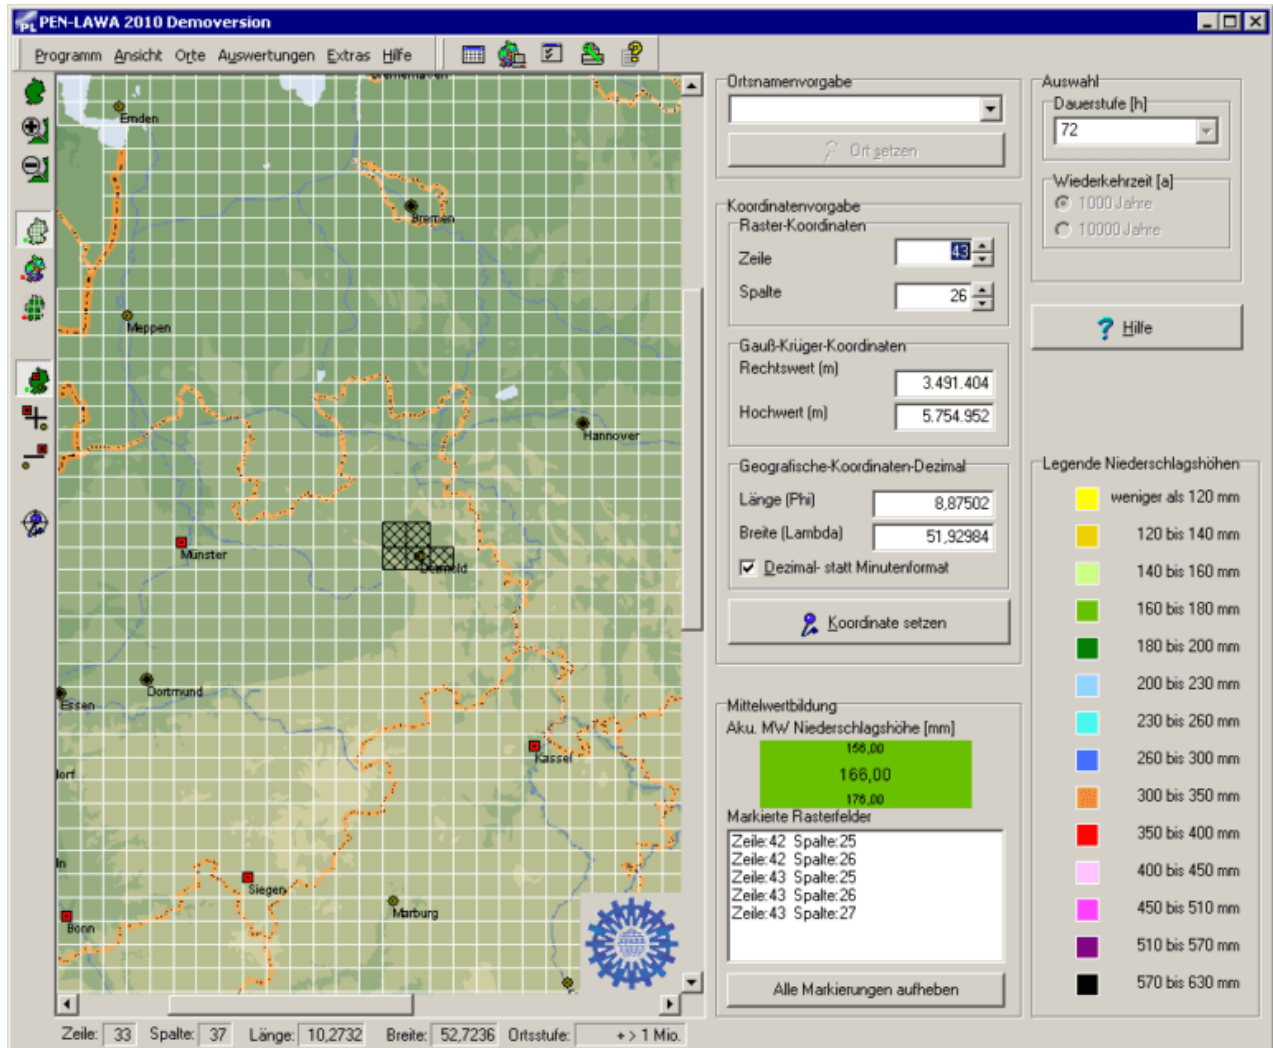 PEN-LAWA 2010 Demoversion
Programm Ansicht Orte Auswertungen Extras Hilfe
Bremerhaven
Emden
Bremen
Meppen
Hannover
Münster
Detmold
Essen
Dortmund
Kassel
dorf
ln
Siegen
Marburg
Bonn
Zeile: 33 Spalte: 37 Länge: 10,2732 Breite: 52,7236 Ortsstufe: + > 1 Mio.
Ortsnamenvorgabe
Ort setzen
Koordinatenvorgabe
Raster-Koordinaten
Zeile 43
Spalte 26
Gauß-Krüger-Koordinaten
Rechtswert (m) 3.491.404
Hochwert (m) 5.754.952
Geografische-Koordinaten-Dezimal
Länge (Phi) 8,87502
Breite (Lambda) 51,92984
Dezimal- statt Minutenformat
Koordinate setzen
Mittelwertbildung
Aku. MW Niederschlagshöhe [mm]
156,00
166,00
176,00
Markierte Rasterfelder
Zeile:42 Spalte:25
Zeile:42 Spalte:26
Zeile:43 Spalte:25
Zeile:43 Spalte:26
Zeile:43 Spalte:27
Alle Markierungen aufheben
Auswahl
Dauerstufe [h]
72
Wiederkehrzeit [a]
1000 Jahre
10000 Jahre
Hilfe
Legende Niederschlagshöhen
weniger als 120 mm
120 bis 140 mm
140 bis 160 mm
160 bis 180 mm
180 bis 200 mm
200 bis 230 mm
230 bis 260 mm
260 bis 300 mm
300 bis 350 mm
350 bis 400 mm
400 bis 450 mm
450 bis 510 mm
510 bis 570 mm
570 bis 630 mm